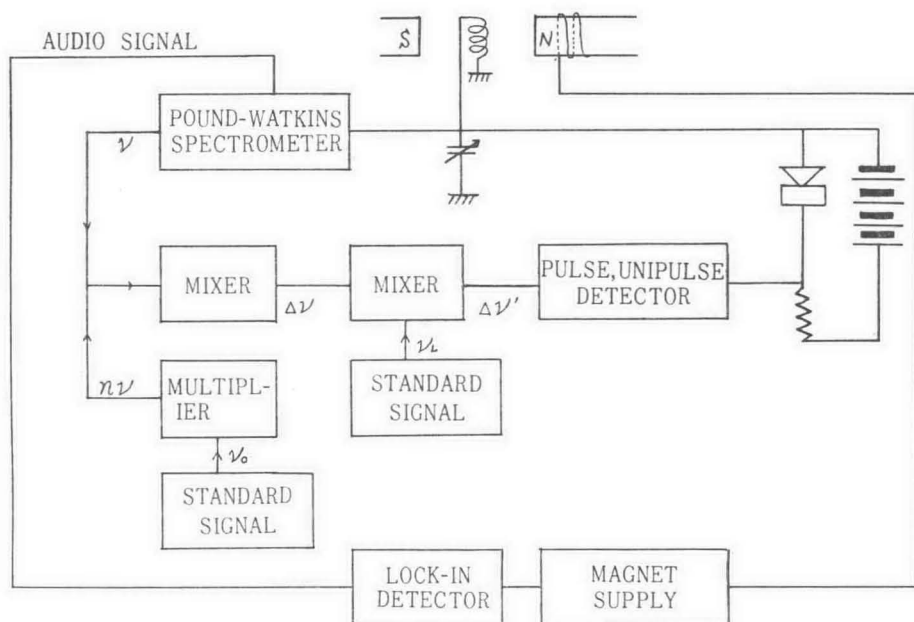 AUDIO SIGNAL
S
N
POUND-WATKINS
SPECTROMETER
ν
MIXER
Δν
MIXER
Δν'
PULSE, UNIPULSE
DETECTOR
nν
MULTIPL-
IER
ν₀
STANDARD
SIGNAL
ν_L
STANDARD
SIGNAL
LOCK-IN
DETECTOR
MAGNET
SUPPLY